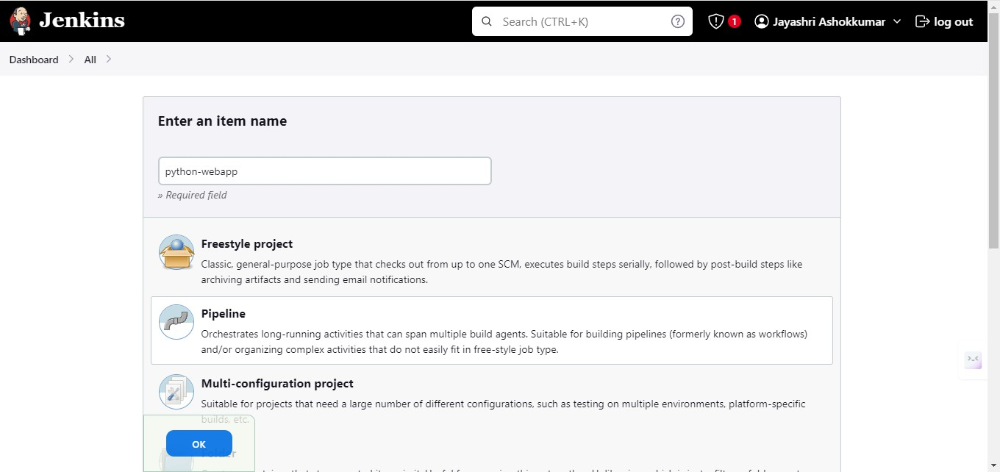 Jenkins
Search (CTRL+K)
1
Jayashri Ashokkumar
log out
Dashboard
All
Enter an item name
python-webapp
» Required field
Freestyle project
Classic, general-purpose job type that checks out from up to one SCM, executes build steps serially, followed by post-build steps like
archiving artifacts and sending email notifications.
Pipeline
Orchestrates long-running activities that can span multiple build agents. Suitable for building pipelines (formerly known as workflows)
and/or organizing complex activities that do not easily fit in free-style job type.
Multi-configuration project
Suitable for projects that need a large number of different configurations, such as testing on multiple environments, platform-specific
builds, etc.
OK
Folder